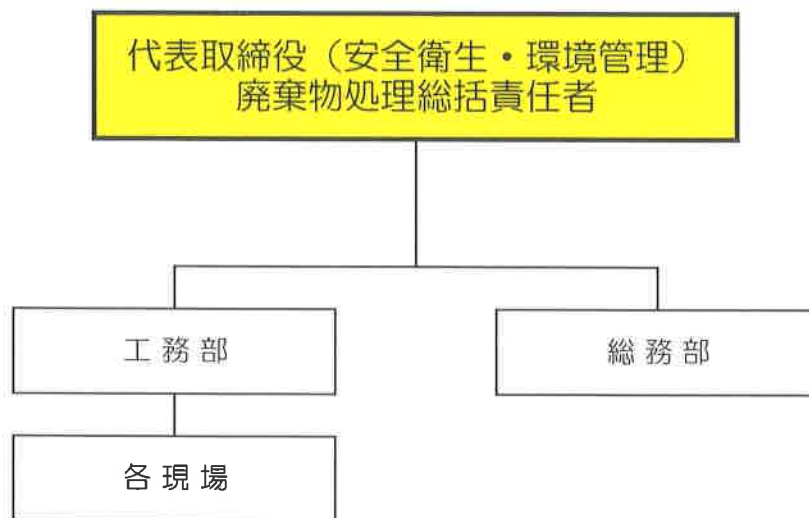 代表取締役（安全衛生・環境管理）
廃棄物処理総括責任者
工務部
総務部
各現場